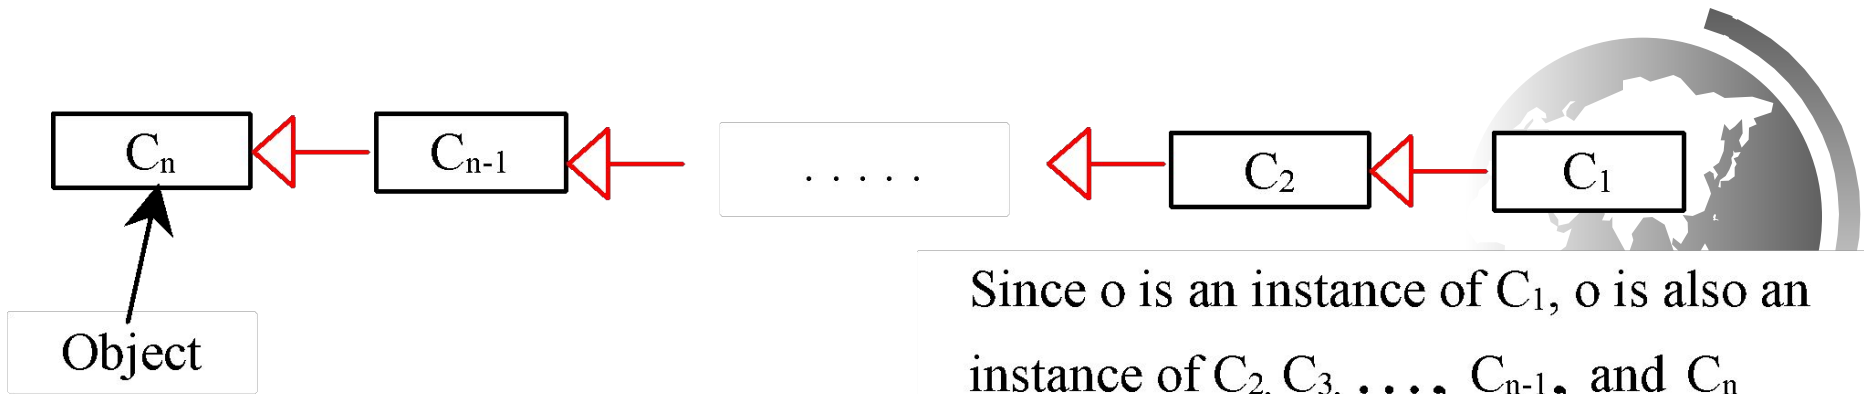 Cn Cn-1 . . . . . C2 C1
Object
Since o is an instance of C1, o is also an
instance of C2, C3, . . . , Cn-1, and Cn